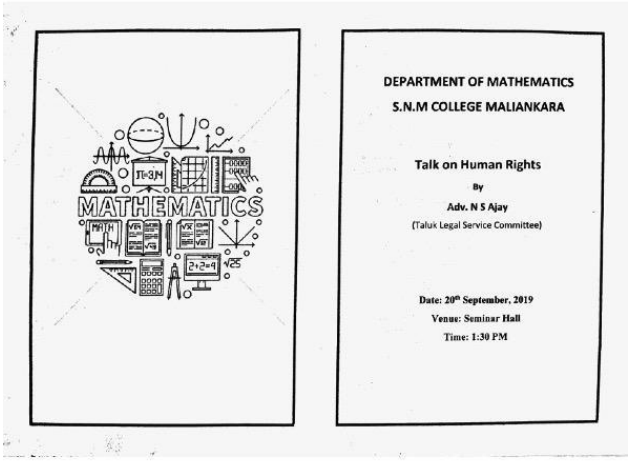 π=3,14
MATHEMATICS
MATH
2+2=4
√25
DEPARTMENT OF MATHEMATICS
S.N.M COLLEGE MALIANKARA
Talk on Human Rights
By
Adv. N S Ajay
(Taluk Legal Service Committee)
Date: 20th September, 2019
Venue: Seminar Hall
Time: 1:30 PM